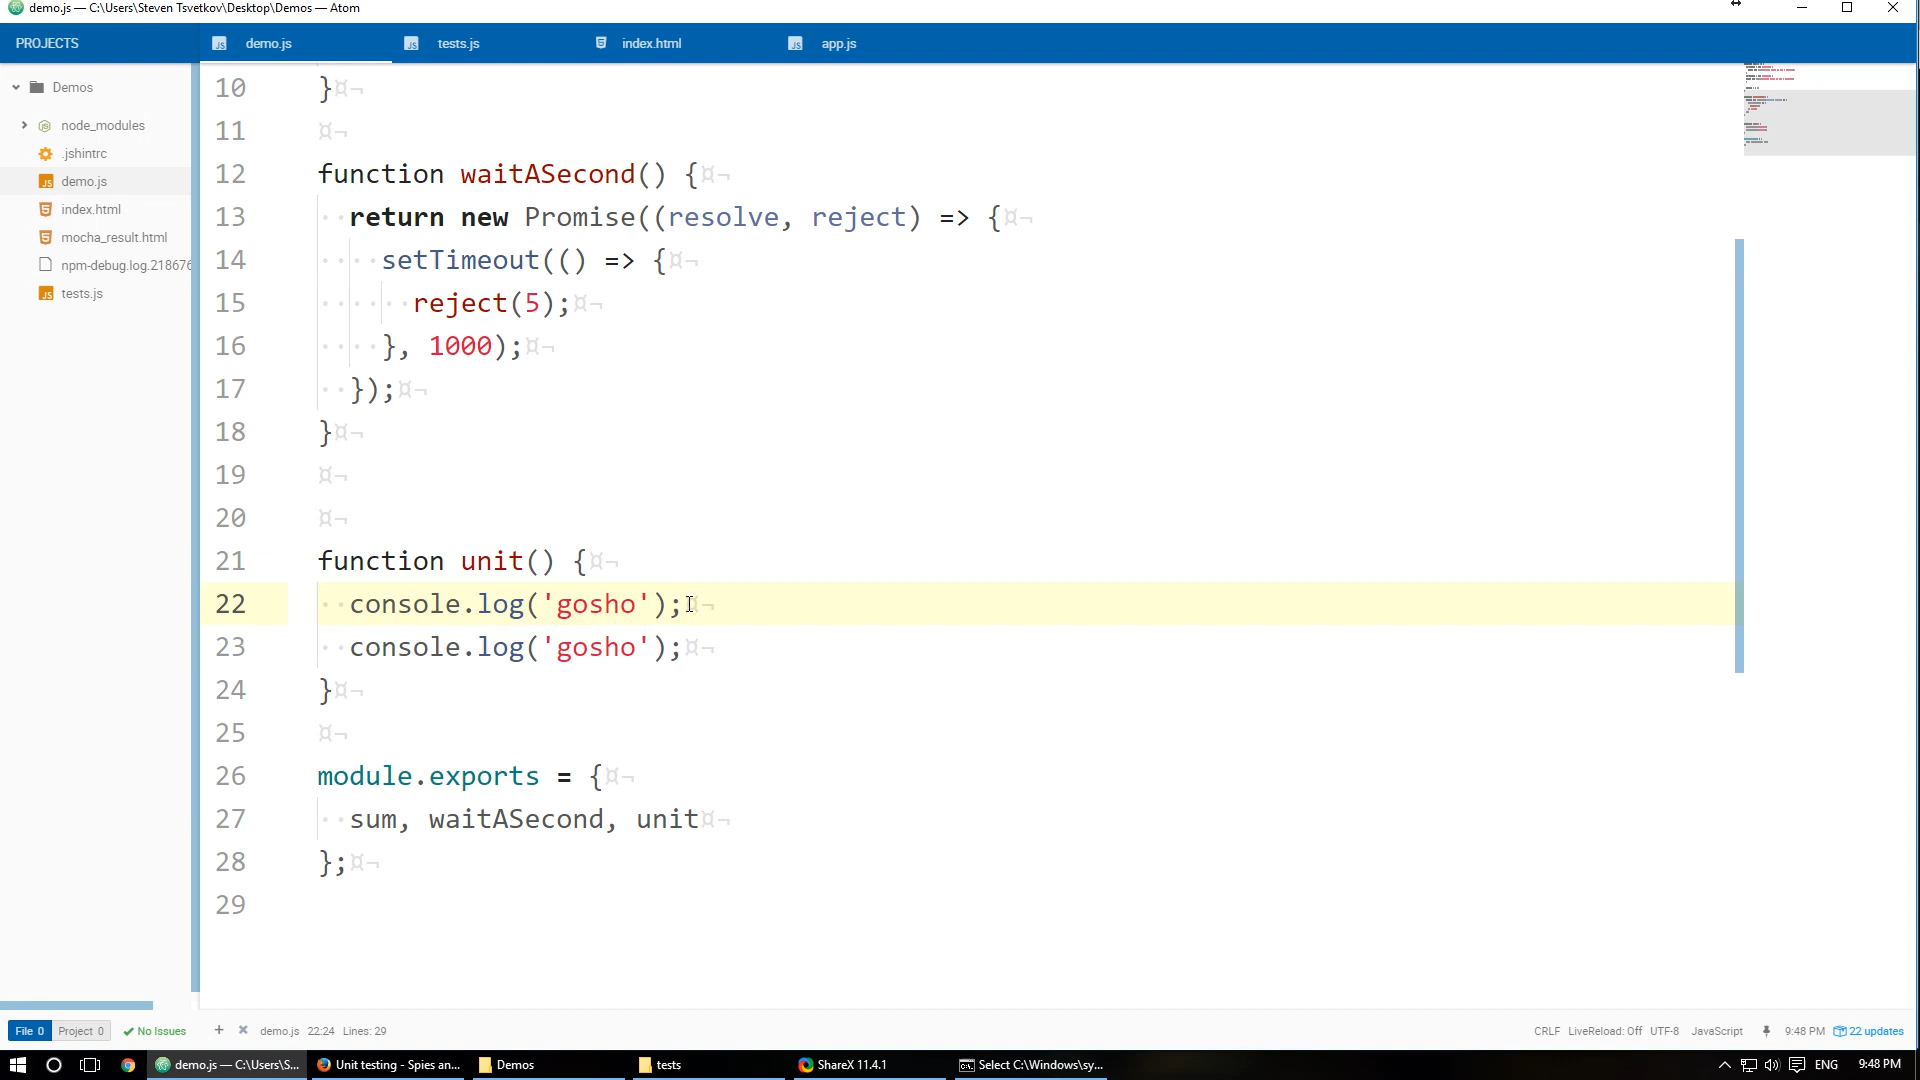 demo.js — C:\Users\Steven Tsvetkov\Desktop\Demos — Atom
PROJECTS
demo.js
tests.js
index.html
app.js
Demos
node_modules
.jshintrc
demo.js
index.html
mocha_result.html
npm-debug.log.218676
tests.js
10 }¤¬
11 ¤¬
12 function waitASecond() {¤¬
13 ··return new Promise((resolve, reject) => {¤¬
14 ····setTimeout(() => {¤¬
15 ······reject(5);¤¬
16 ····}, 1000);¤¬
17 ··});¤¬
18 }¤¬
19 ¤¬
20 ¤¬
21 function unit() {¤¬
22 ··console.log('gosho');¤¬
23 ··console.log('gosho');¤¬
24 }¤¬
25 ¤¬
26 module.exports = {¤¬
27 ··sum, waitASecond, unit¤¬
28 };¤¬
29
File 0 Project 0 No Issues + demo.js 22:24 Lines: 29 CRLF LiveReload: Off UTF-8 JavaScript 9:48 PM 22 updates
demo.js — C:\Users\S... Unit testing - Spies an... Demos tests ShareX 11.4.1 Select C:\Windows\sy... ENG 9:48 PM